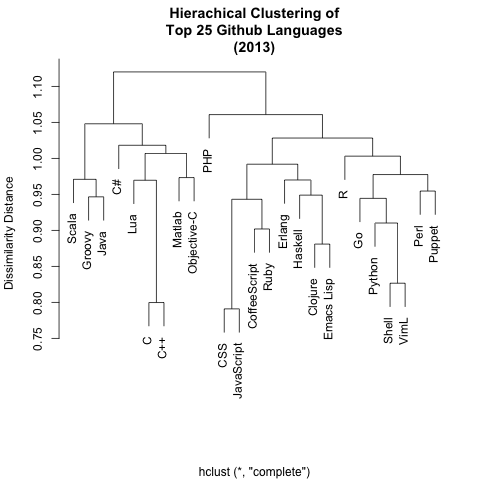 Hierachical Clustering of
Top 25 Github Languages
(2013)
Dissimilarity Distance
1.10
1.05
1.00
0.95
0.90
0.85
0.80
0.75
Scala
Groovy
Java
C#
Lua
C
C++
Matlab
Objective-C
PHP
CSS
JavaScript
CoffeeScript
Ruby
Erlang
Haskell
Clojure
Emacs Lisp
R
Go
Python
Shell
VimL
Perl
Puppet
hclust (*, "complete")